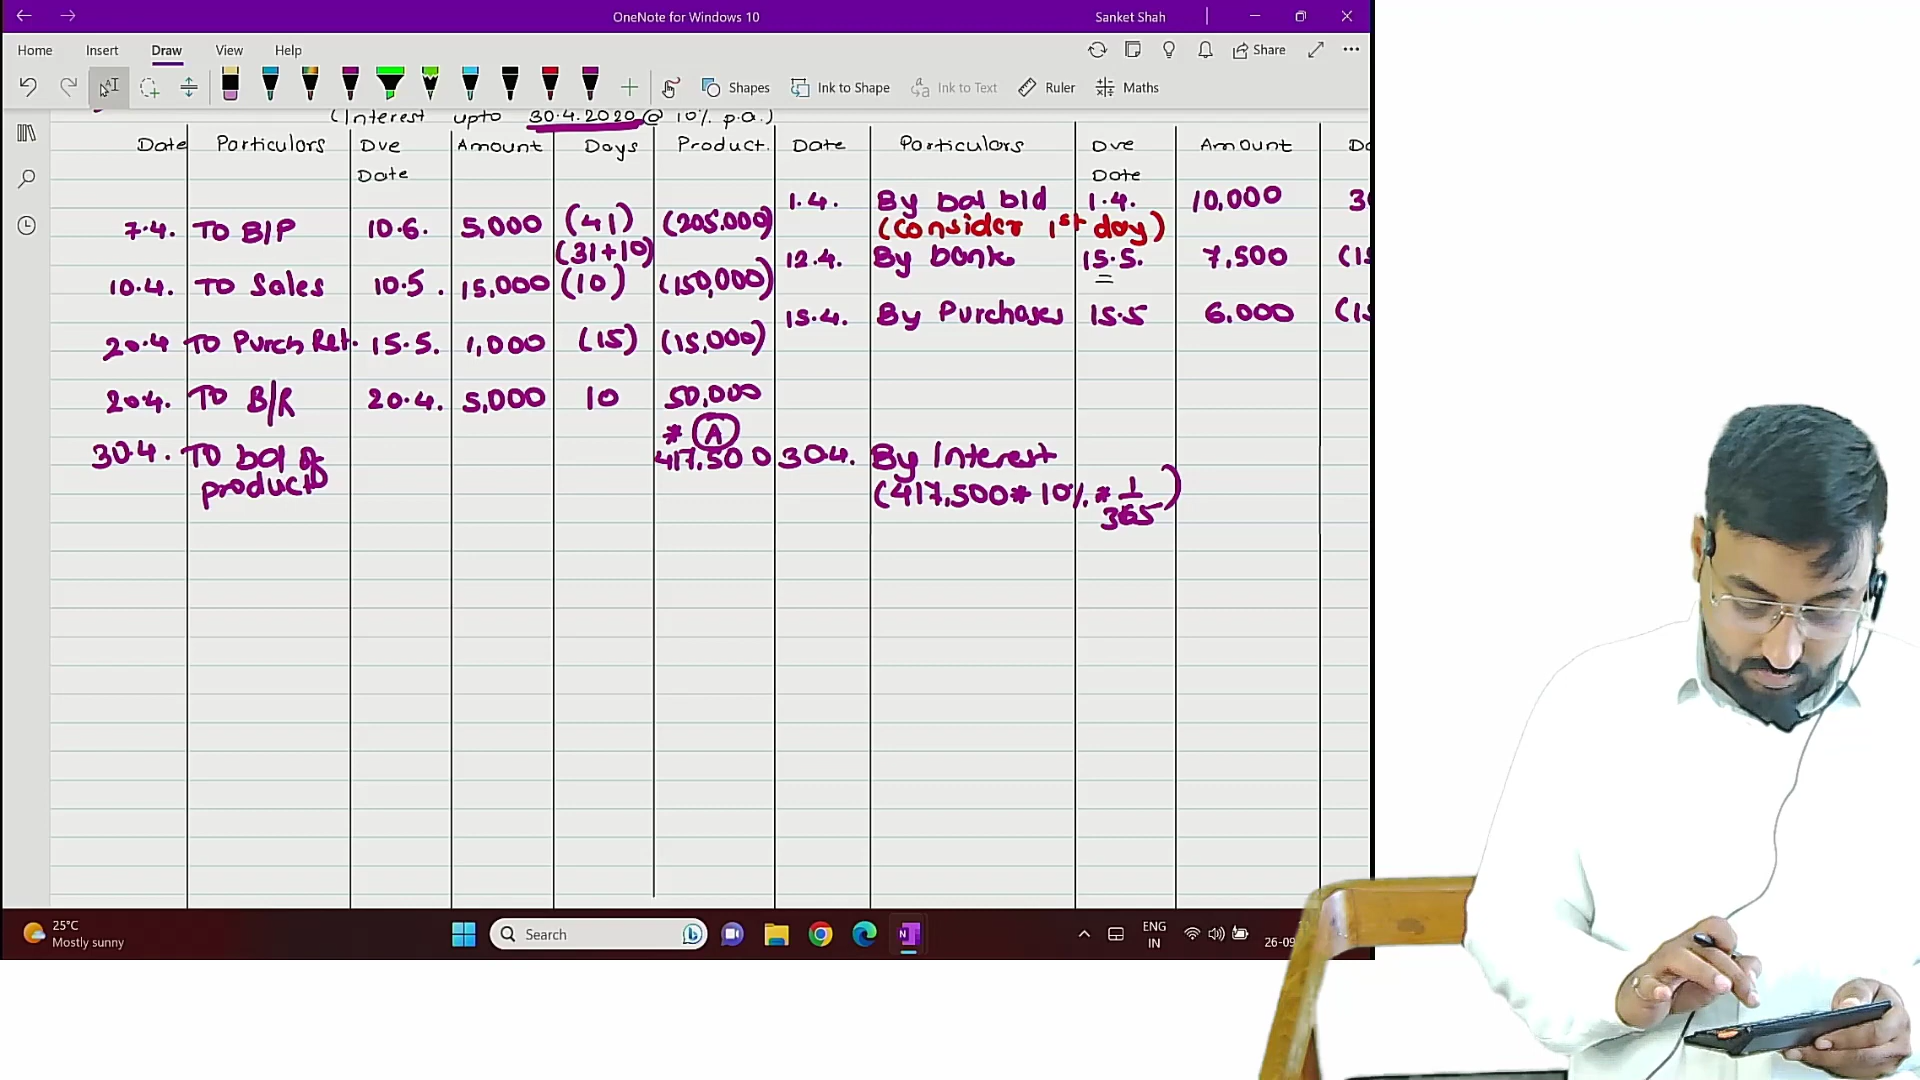 OneNote for Windows 10
Sanket Shah
Home Insert Draw View Help
Share
Shapes Ink to Shape Ink to Text Ruler Maths
(Interest upto 30.4.2020 @ 10% p.a.)
Date Particulars Due Date Amount Days Product. Date Particulars Due Date Amount Da
1.4. By bal b/d 1.4. 10,000 30
(Consider 1st day)
7.4. To B/P 10.6. 5,000 (41) (205,000)
(31+10)
12.4. By bank 15.5. 7,500 (15
10.4. To Sales 10.5. 15,000 (10) (150,000)
15.4. By Purchases 15.5 6,000 (15
20.4 To Purch Ret. 15.5. 1,000 (15) (15,000)
20.4. To B/R 20.4. 5,000 10 50,000
* A
30.4. To bal of products 417,500 30.4. By Interest
(417,500 * 10% * 1/365)
25°C
Mostly sunny
Search
ENG
IN
26-09